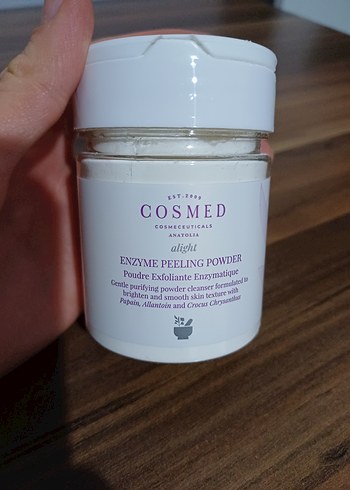 EST.2005
COSMED
COSMECEUTICALS
ANATOLIA
alight
ENZYME PEELING POWDER
Poudre Exfoliante Enzymatique
Gentle purifying powder cleanser formulated to
brighten and smooth skin texture with
Papain, Allantoin and Crocus Chrysanthus